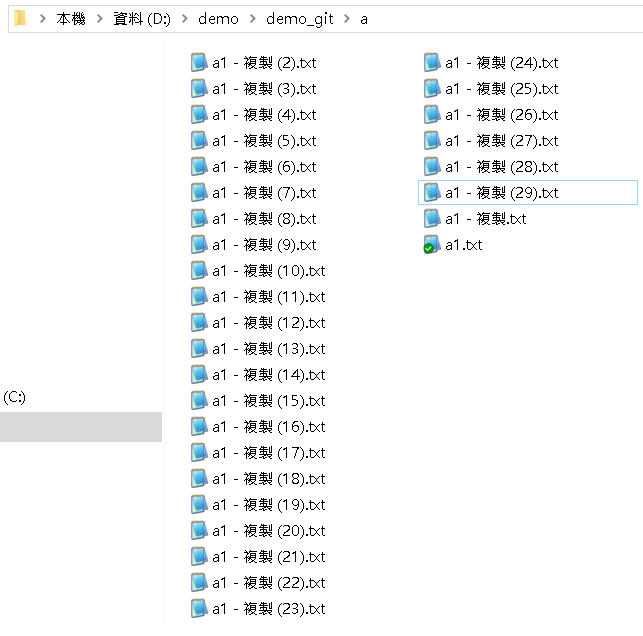 本機 > 資料 (D:) > demo > demo_git > a
a1 - 複製 (2).txt
a1 - 複製 (3).txt
a1 - 複製 (4).txt
a1 - 複製 (5).txt
a1 - 複製 (6).txt
a1 - 複製 (7).txt
a1 - 複製 (8).txt
a1 - 複製 (9).txt
a1 - 複製 (10).txt
a1 - 複製 (11).txt
a1 - 複製 (12).txt
a1 - 複製 (13).txt
a1 - 複製 (14).txt
a1 - 複製 (15).txt
a1 - 複製 (16).txt
a1 - 複製 (17).txt
a1 - 複製 (18).txt
a1 - 複製 (19).txt
a1 - 複製 (20).txt
a1 - 複製 (21).txt
a1 - 複製 (22).txt
a1 - 複製 (23).txt
a1 - 複製 (24).txt
a1 - 複製 (25).txt
a1 - 複製 (26).txt
a1 - 複製 (27).txt
a1 - 複製 (28).txt
a1 - 複製 (29).txt
a1 - 複製.txt
a1.txt
(C:)